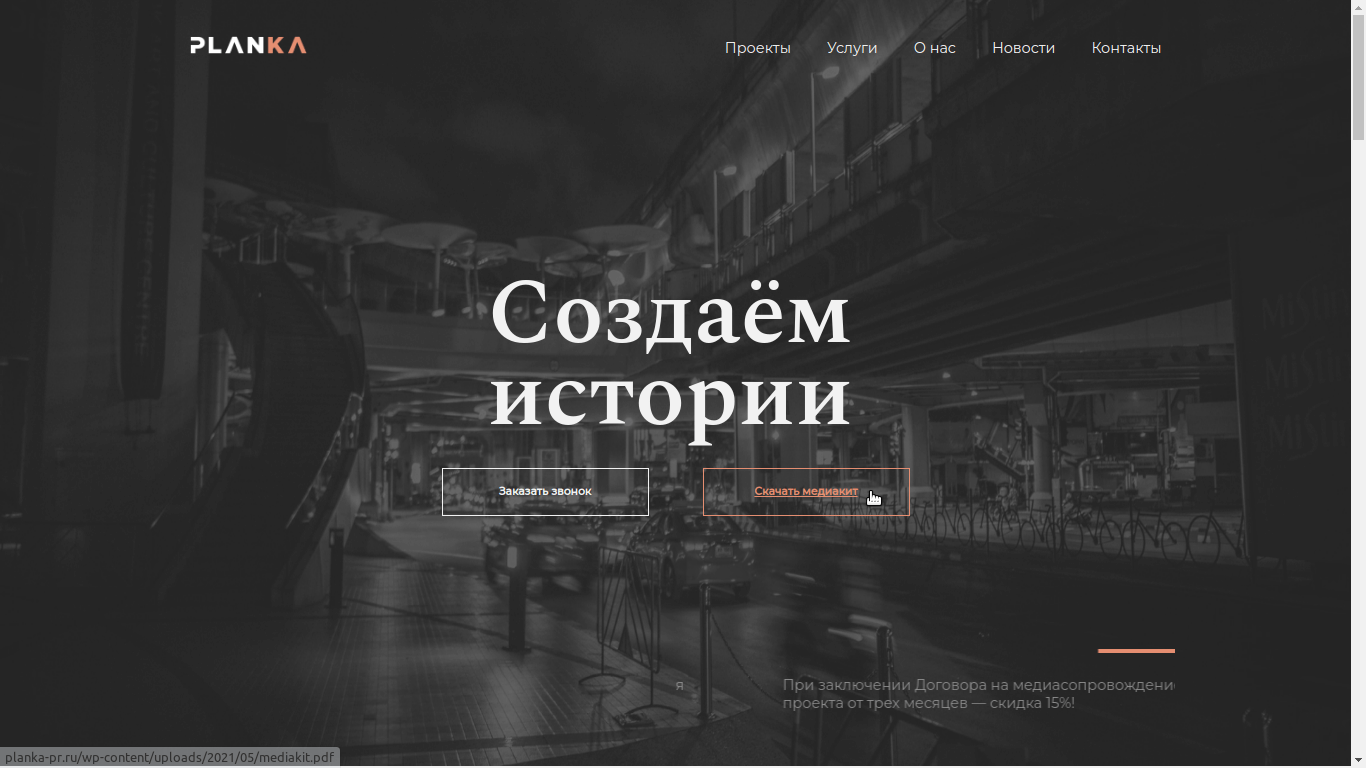 PLANKA
Проекты Услуги О нас Новости Контакты
Создаём
истории
Заказать звонок
Скачать медиакит
я
При заключении Договора на медиасопровождение
проекта от трех месяцев — скидка 15%!
planka-pr.ru/wp-content/uploads/2021/05/mediakit.pdf